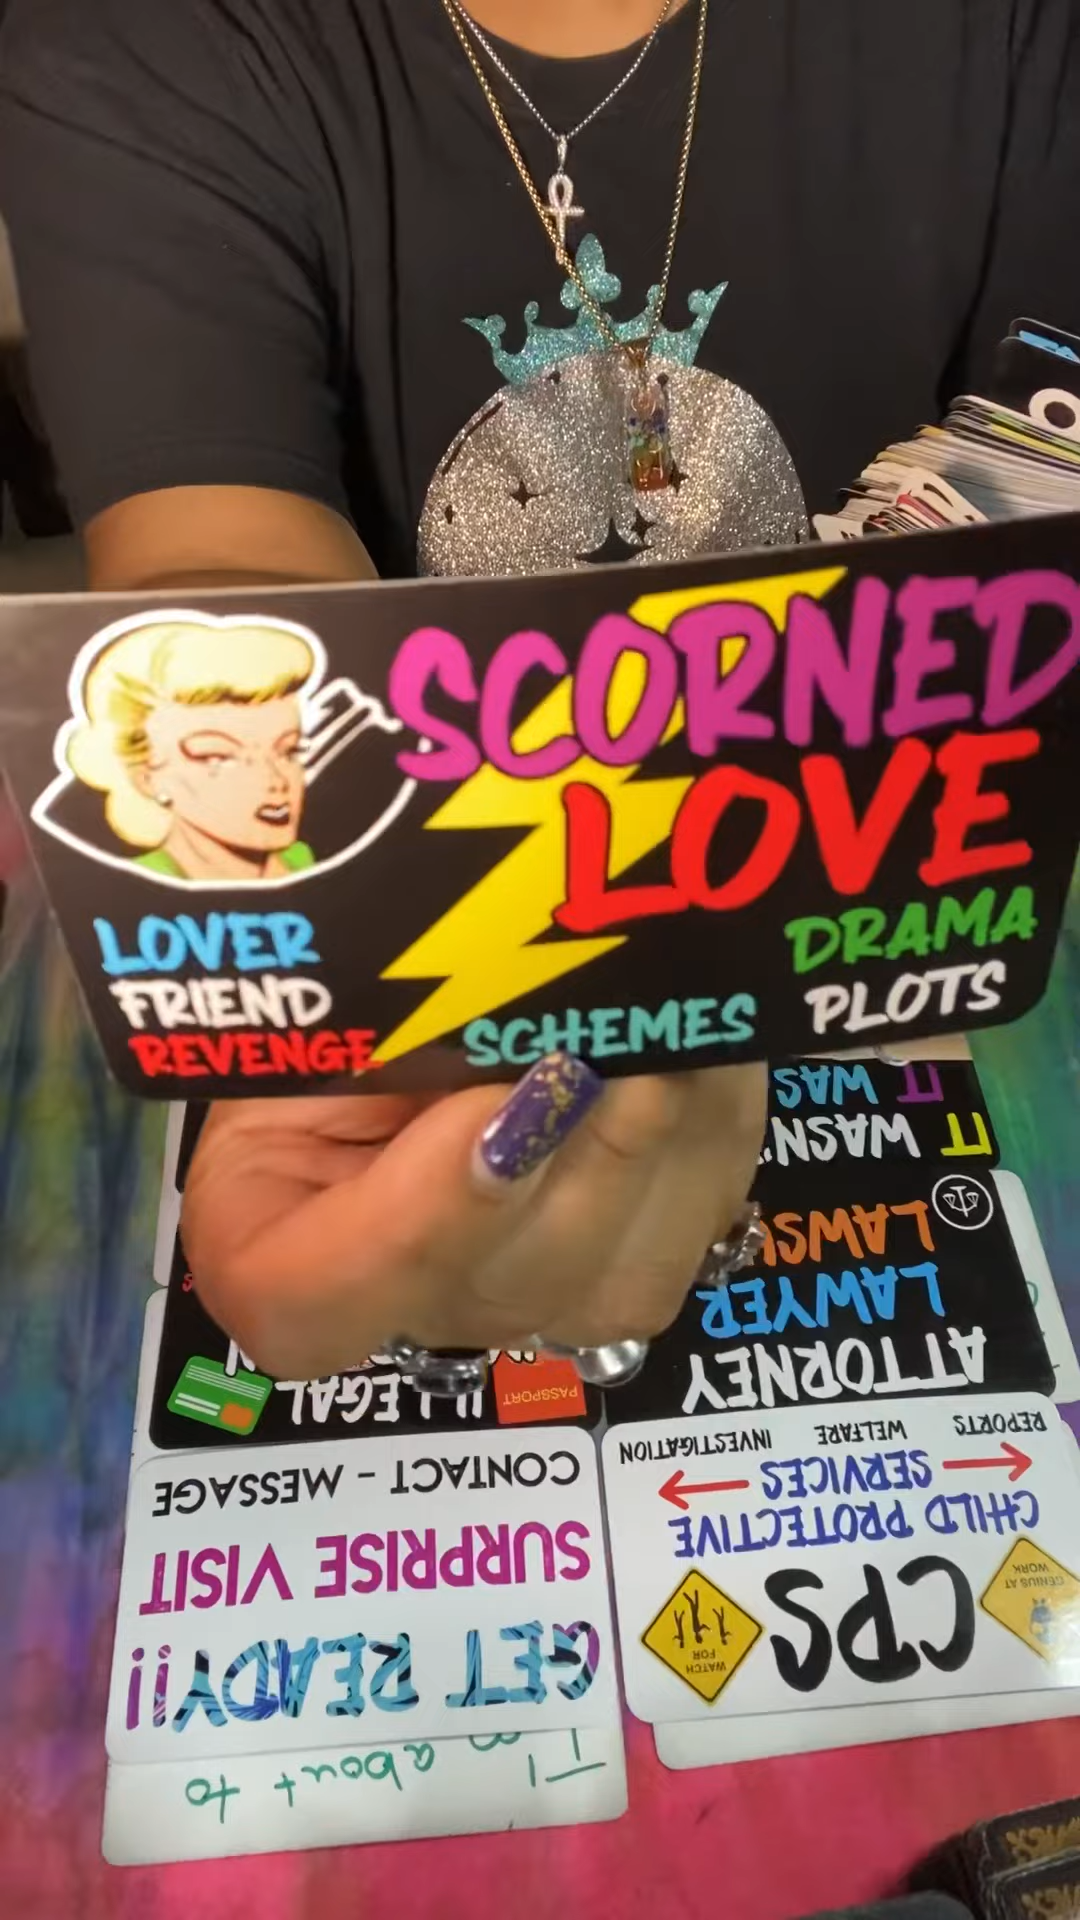 SCORNED
LOVE
LOVER
FRIEND
REVENGE
SCHEMES
DRAMA
PLOTS
IT WAS
IT WASN'
LAWSU
LAWYER
ATTORNEY
ILLEGAL
PASSPORT
REPORTS WELFARE INVESTIGATION
CHILD PROTECTIVE
SERVICES
CPS
WATCH
FOR
GENIUS AT
WORK
GET READY!!
SURPRISE VISIT
CONTACT - MESSAGE
I'm about to